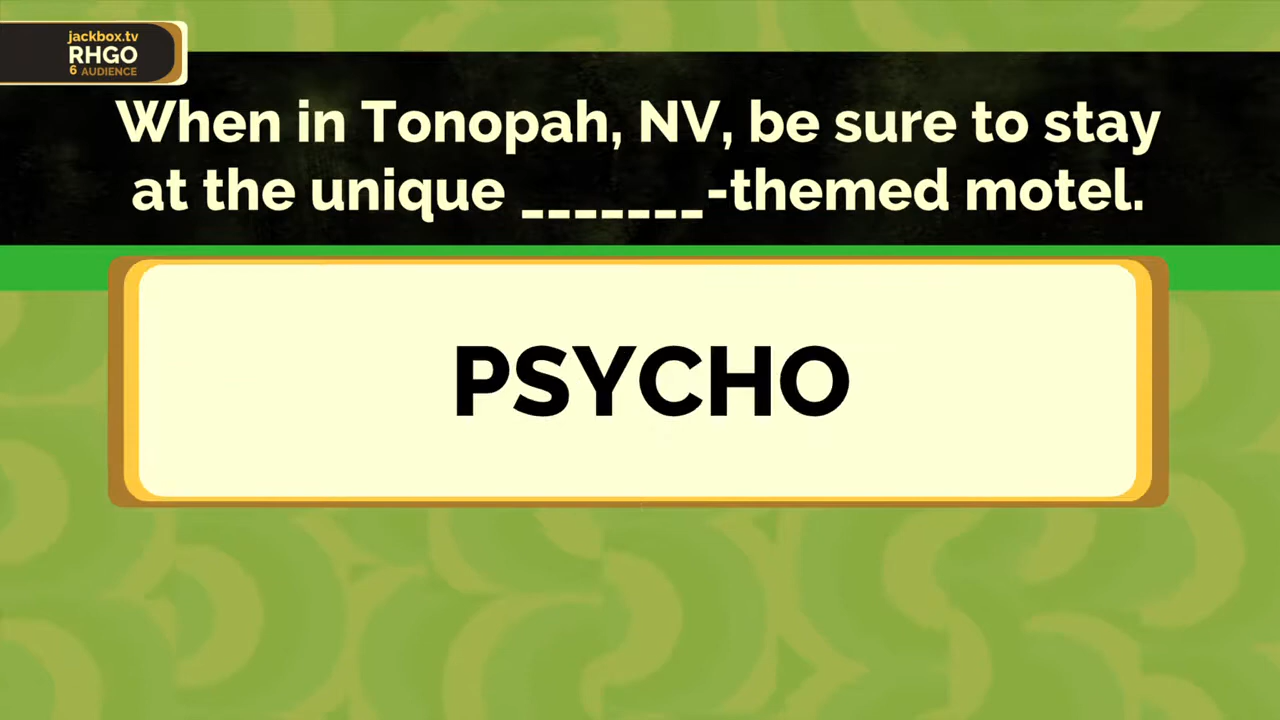 jackbox.tv
RHGO
6 AUDIENCE
When in Tonopah, NV, be sure to stay
at the unique _______-themed motel.
PSYCHO